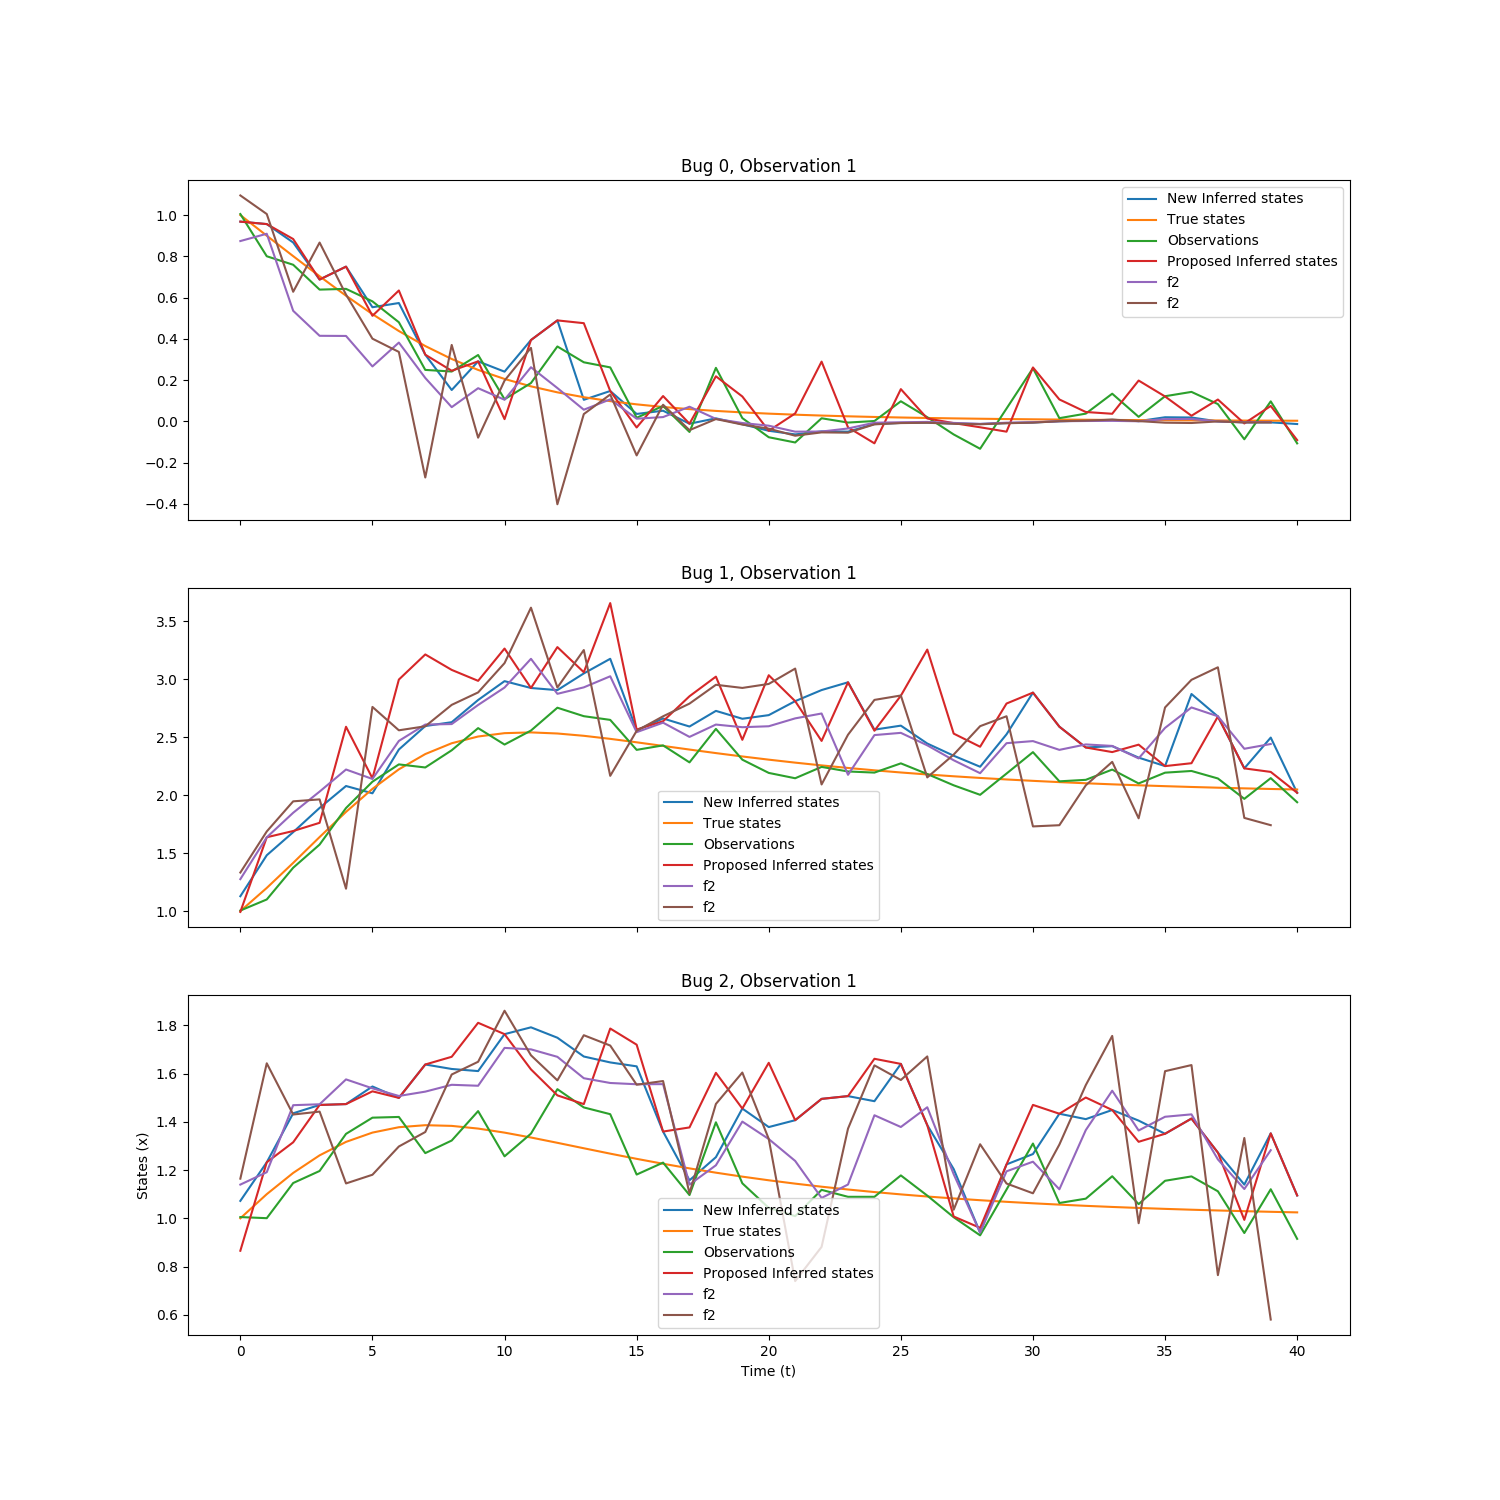 Bug 0, Observation 1
1.0
0.8
0.6
0.4
0.2
0.0
−0.2
−0.4
New Inferred states
True states
Observations
Proposed Inferred states
f2
f2
Bug 1, Observation 1
3.5
3.0
2.5
2.0
1.5
1.0
New Inferred states
True states
Observations
Proposed Inferred states
f2
f2
Bug 2, Observation 1
States (x)
1.8
1.6
1.4
1.2
1.0
0.8
0.6
New Inferred states
True states
Observations
Proposed Inferred states
f2
f2
0 5 10 15 20 25 30 35 40
Time (t)